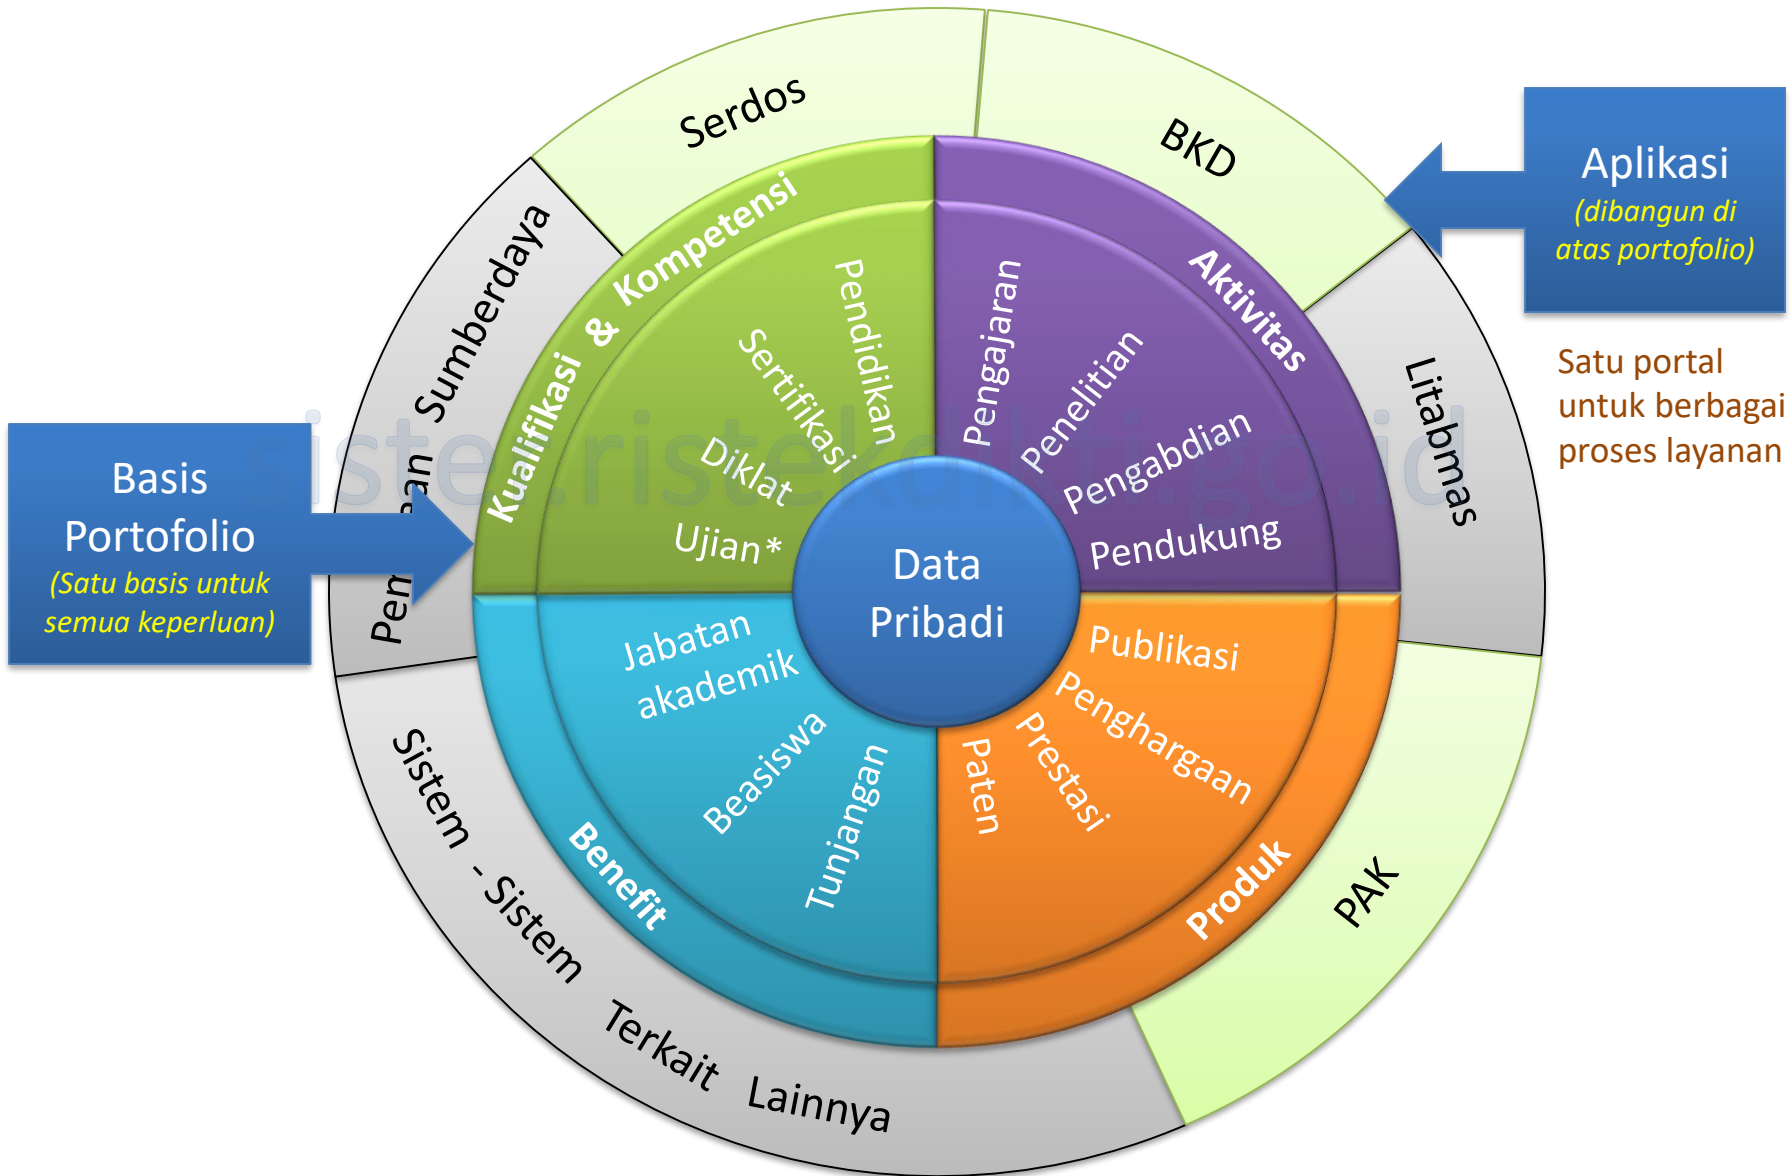 Serdos
BKD
Aplikasi
(dibangun di
atas portofolio)
Satu portal
untuk berbagai
proses layanan
Litabmas
PAK
Sistem - Sistem Terkait Lainnya
Sumberdaya
Basis
Portofolio
(Satu basis untuk
semua keperluan)
Kualifikasi & Kompetensi
Pendidikan
Sertifikasi
Diklat
Ujian*
Aktivitas
Pengajaran
Penelitian
Pengabdian
Pendukung
Data
Pribadi
Benefit
Jabatan
akademik
Beasiswa
Tunjangan
Produk
Publikasi
Penghargaan
Prestasi
Paten